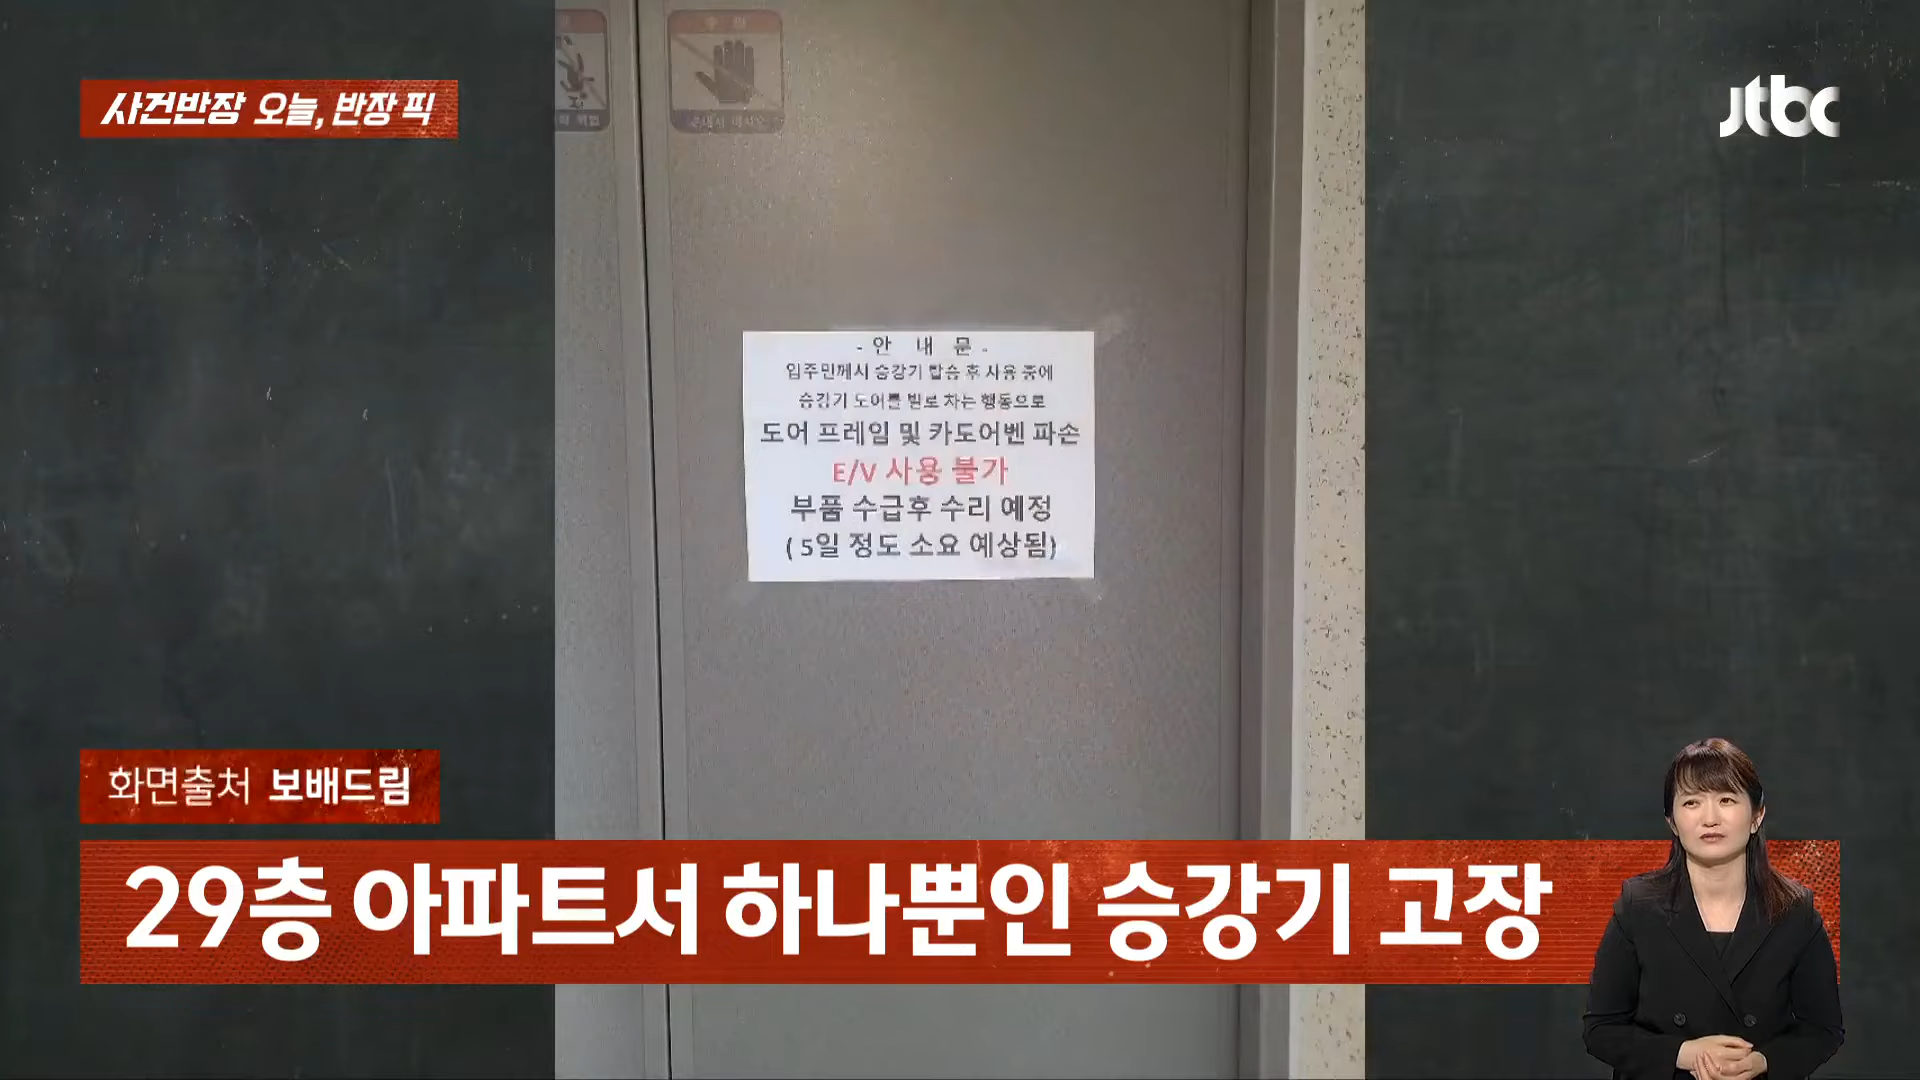 사건반장 오늘, 반장 픽
jtbc
주 의
- 안 내 문 -
입주민께서 승강기 탑승 후 사용 중에
승강기 도어를 발로 차는 행동으로
도어 프레임 및 카도어벤 파손
E/V 사용 불가
부품 수급후 수리 예정
( 5일 정도 소요 예상됨)
화면출처 보배드림
29층 아파트서 하나뿐인 승강기 고장